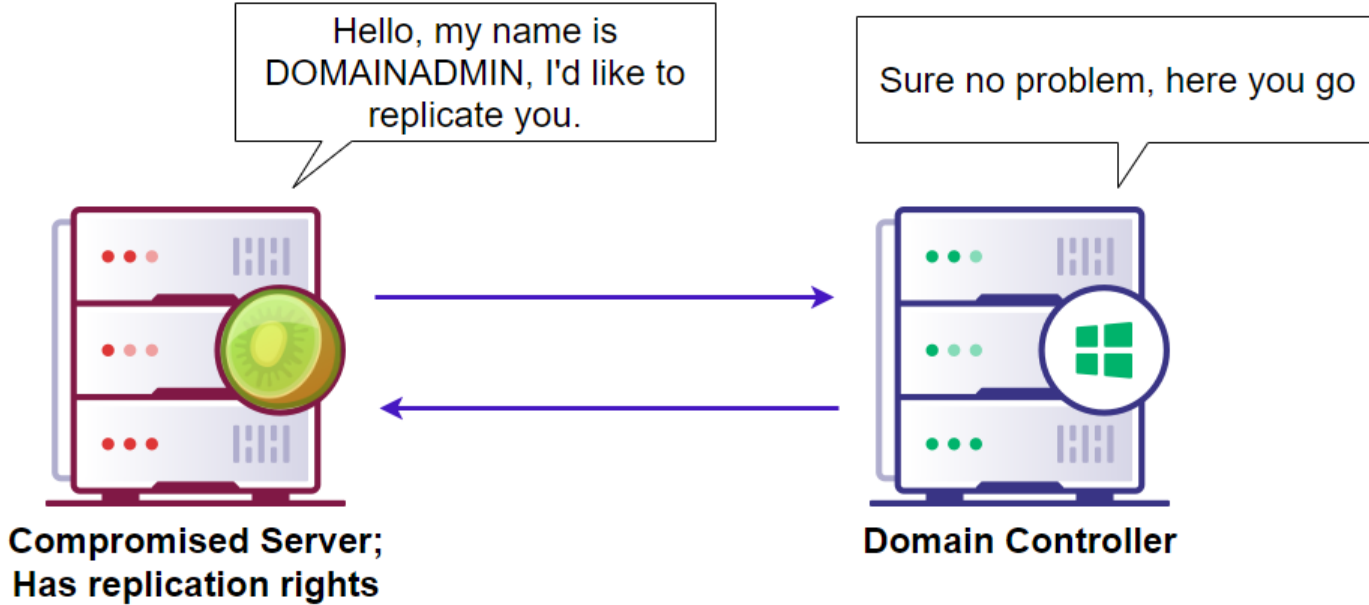 Hello, my name is
DOMAINADMIN, I'd like to
replicate you.
Sure no problem, here you go
Compromised Server;
Has replication rights
Domain Controller